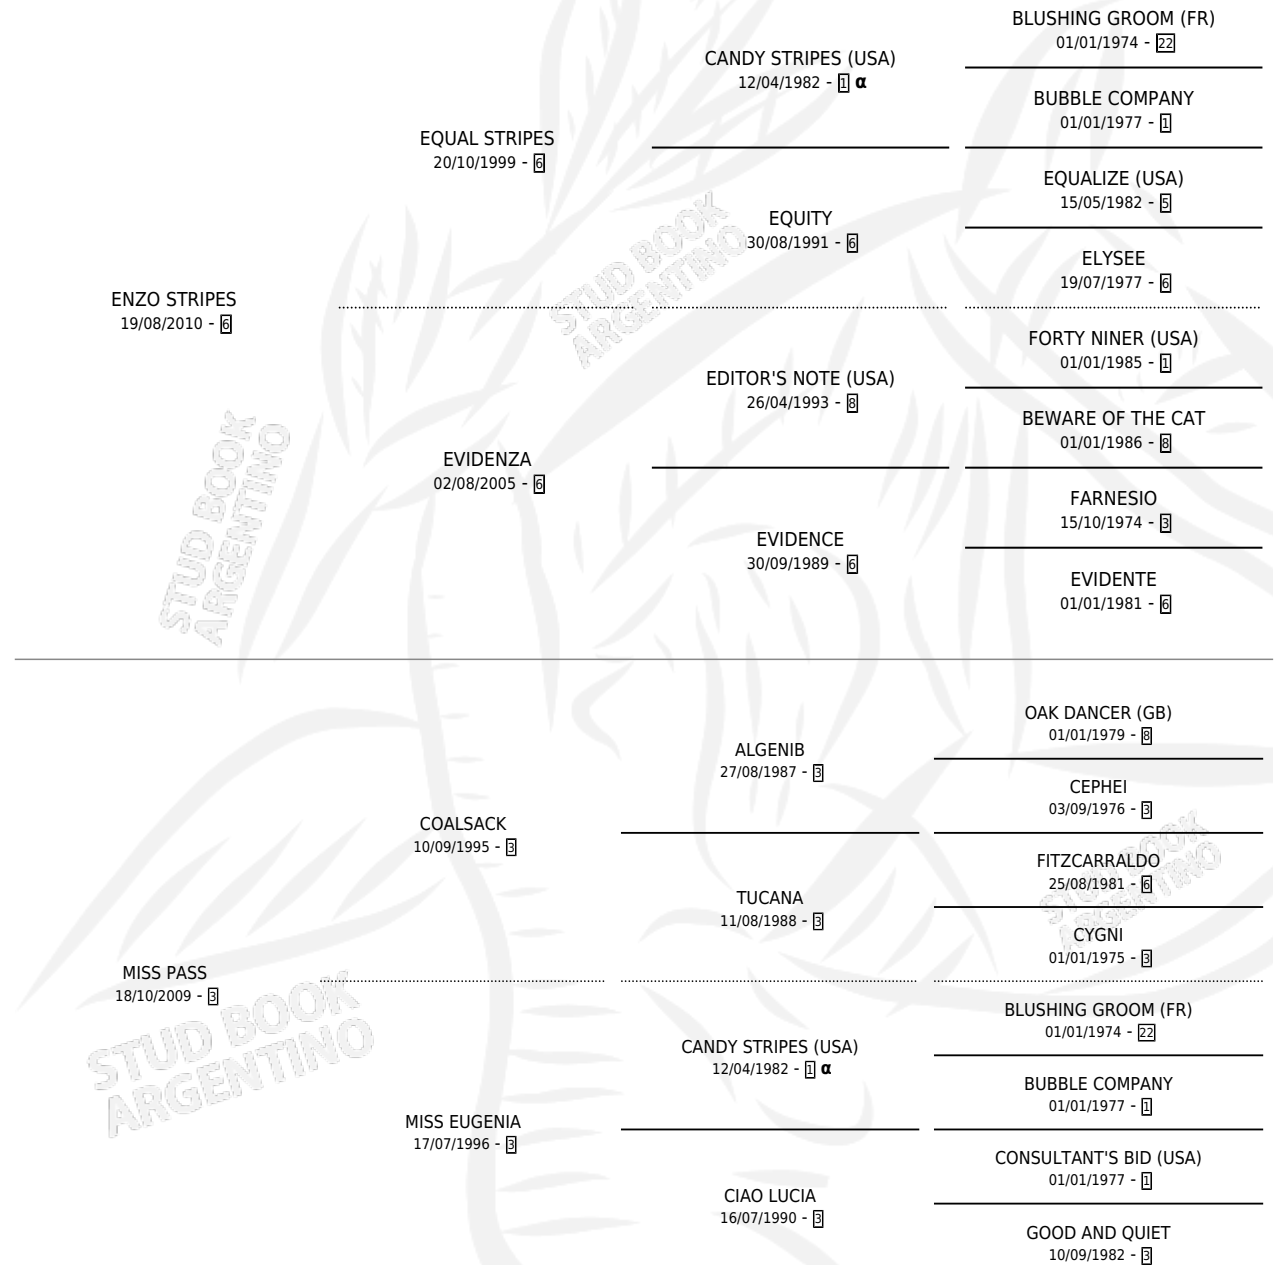 BLUSHING GROOM (FR)
01/01/1974 - 22
CANDY STRIPES (USA)
12/04/1982 - 1 α
BUBBLE COMPANY
01/01/1977 - 1
EQUAL STRIPES
20/10/1999 - 6
EQUALIZE (USA)
15/05/1982 - 5
EQUITY
30/08/1991 - 6
ELYSEE
19/07/1977 - 6
ENZO STRIPES
19/08/2010 - 6
FORTY NINER (USA)
01/01/1985 - 1
EDITOR'S NOTE (USA)
26/04/1993 - 8
BEWARE OF THE CAT
01/01/1986 - 8
EVIDENZA
02/08/2005 - 6
FARNESIO
15/10/1974 - 3
EVIDENCE
30/09/1989 - 6
EVIDENTE
01/01/1981 - 6
OAK DANCER (GB)
01/01/1979 - 8
ALGENIB
27/08/1987 - 3
CEPHEI
03/09/1976 - 3
COALSACK
10/09/1995 - 3
FITZCARRALDO
25/08/1981 - 6
TUCANA
11/08/1988 - 3
CYGNI
01/01/1975 - 3
MISS PASS
18/10/2009 - 3
BLUSHING GROOM (FR)
01/01/1974 - 22
CANDY STRIPES (USA)
12/04/1982 - 1 α
BUBBLE COMPANY
01/01/1977 - 1
MISS EUGENIA
17/07/1996 - 3
CONSULTANT'S BID (USA)
01/01/1977 - 1
CIAO LUCIA
16/07/1990 - 3
GOOD AND QUIET
10/09/1982 - 3
STUD BOOK
ARGENTINO
STUD BOOK
ARGENTINO
STUD BOOK
ARGENTINO
STUD BOOK
ARGENTINO